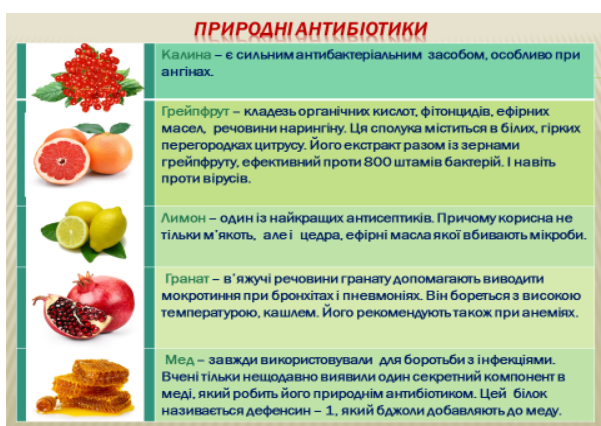 ПРИРОДНІ АНТИБІОТИКИ
Калина – є сильним антибактеріальним засобом, особливо при
ангінах.
Грейпфрут – кладезь органічних кислот, фітонцидів, ефірних
масел, речовини нарингіну. Ця сполука міститься в білих, гірких
перегородках цитрусу. Його екстракт разом із зернами
грейпфруту, ефективний проти 800 штамів бактерій. І навіть
проти вірусів.
Лимон – один із найкращих антисептиків. Причому корисна не
тільки м'якоть, але і цедра, ефірні масла якої вбивають мікроби.
Гранат – в'яжучі речовини гранату допомагають виводити
мокротиння при бронхітах і пневмоніях. Він бореться з високою
температурою, кашлем. Його рекомендують також при анеміях.
Мед – завжди використовували для боротьби з інфекціями.
Вчені тільки нещодавно виявили один секретний компонент в
меді, який робить його природнім антибіотиком. Цей білок
називається дефенсин – 1, який бджоли добавляють до меду.